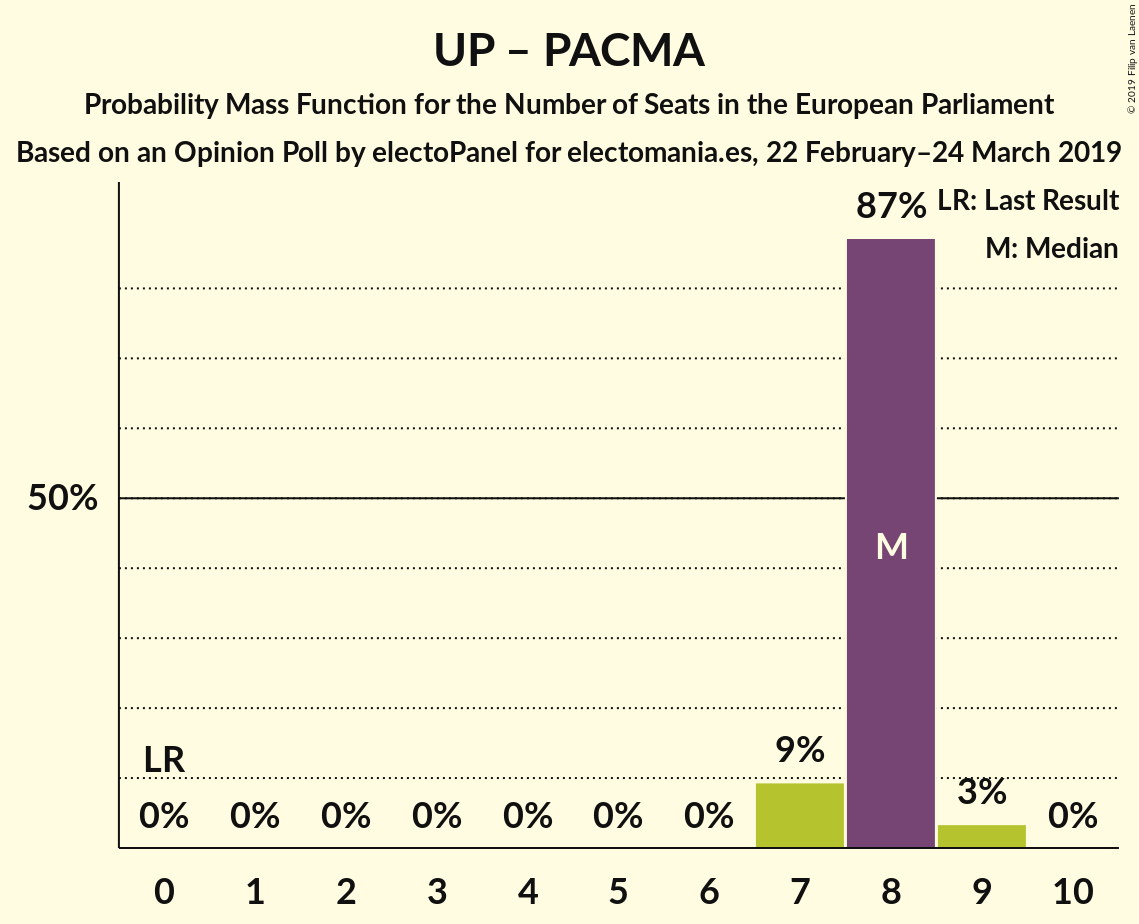 UP – PACMA
Probability Mass Function for the Number of Seats in the European Parliament
Based on an Opinion Poll by electoPanel for electomania.es, 22 February–24 March 2019
© 2019 Filip van Laenen
87%
LR: Last Result
M: Median
50%
M
LR
9%
3%
0% 0% 0% 0% 0% 0% 0% 0%
0 1 2 3 4 5 6 7 8 9 10